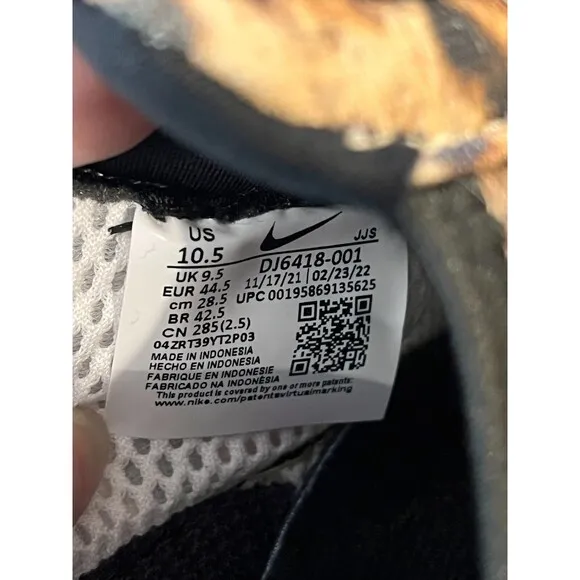 US
10.5
UK 9.5
EUR 44.5
cm 28.5
BR 42.5
CN 285(2.5)
JJS
DJ6418-001
11/17/21 02/23/22
UPC 00195869135625
04ZRT39YT2P03
MADE IN INDONESIA
HECHO EN INDONESIA
FABRIQUE EN INDONESIE
FABRICADO NA INDONÉSIA
This product is covered by one or more patents:
www.nike.com/patentsvirtualmarking